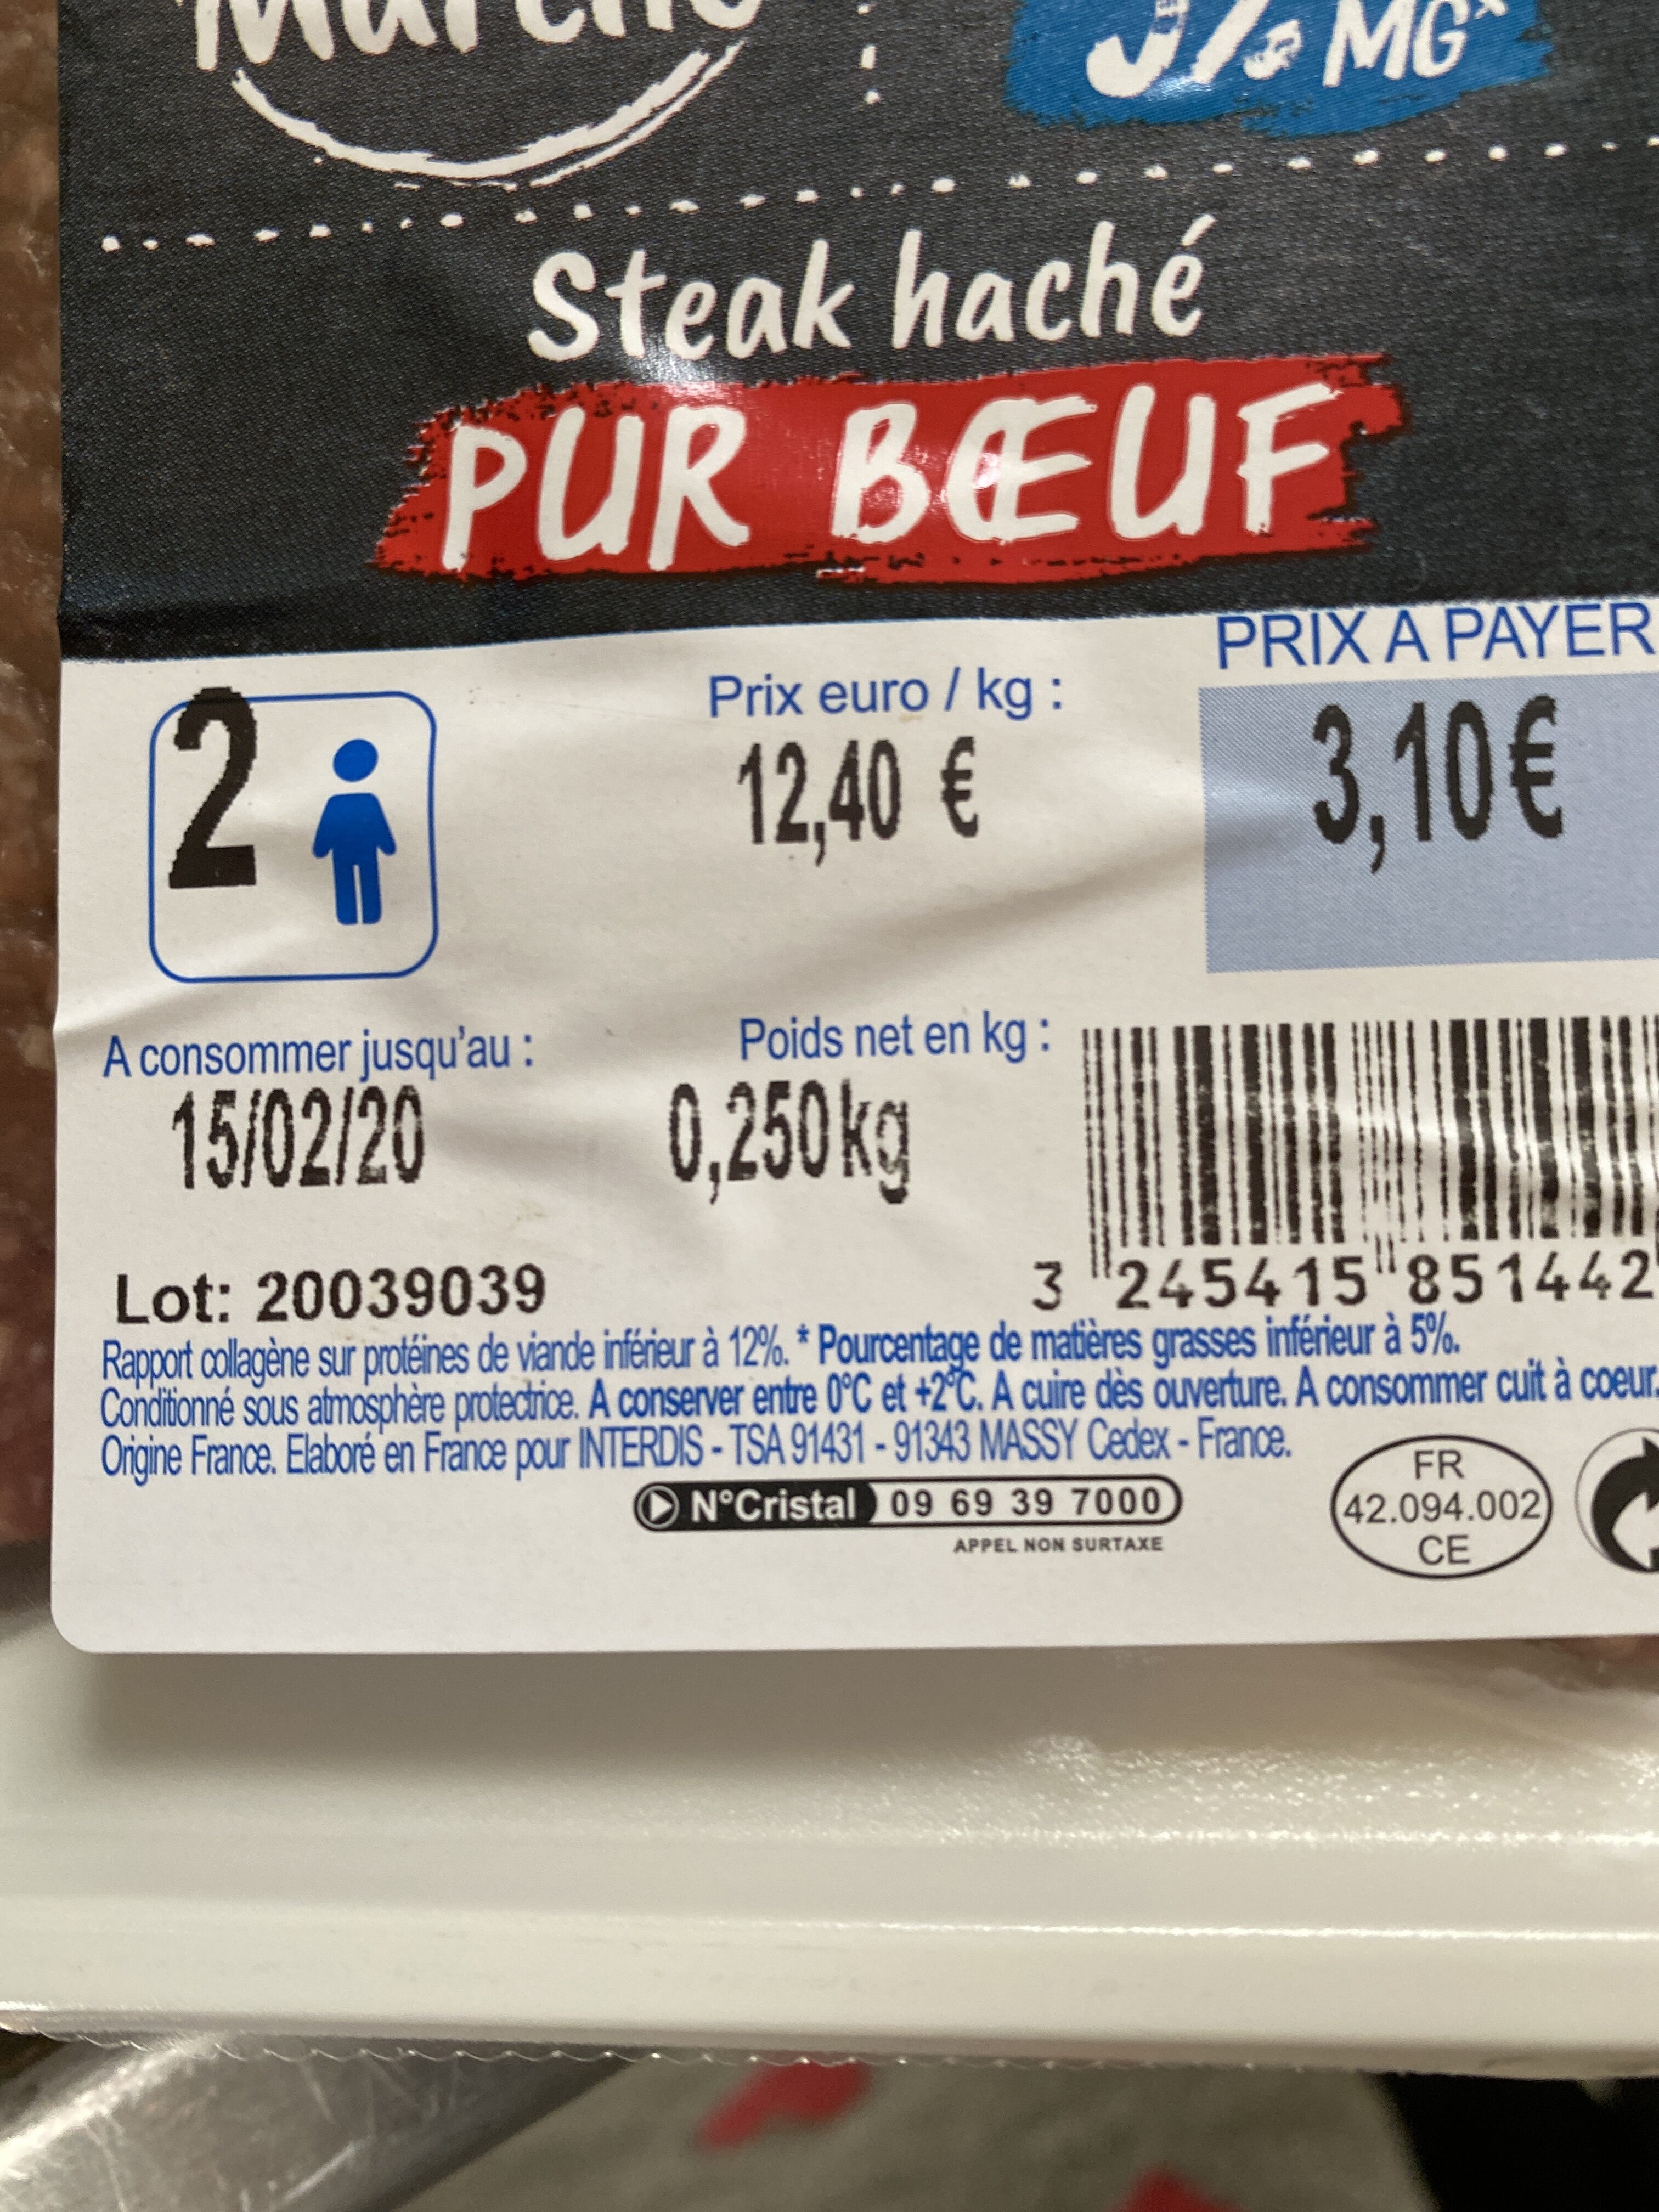 Marché
5% MG*
Steak haché
PUR BŒUF
PRIX A PAYER
2
Prix euro / kg :
12,40 €
3,10€
A consommer jusqu'au :
15/02/20
Poids net en kg :
0,250kg
Lot: 20039039
3 245415 851442
Rapport collagène sur protéines de viande inférieur à 12%. * Pourcentage de matières grasses inférieur à 5%.
Conditionné sous atmosphère protectrice. A conserver entre 0°C et +2°C. A cuire dès ouverture. A consommer cuit à coeur.
Origine France. Elaboré en France pour INTERDIS - TSA 91431 - 91343 MASSY Cedex - France.
N°Cristal 09 69 39 7000
APPEL NON SURTAXE
FR
42.094.002
CE